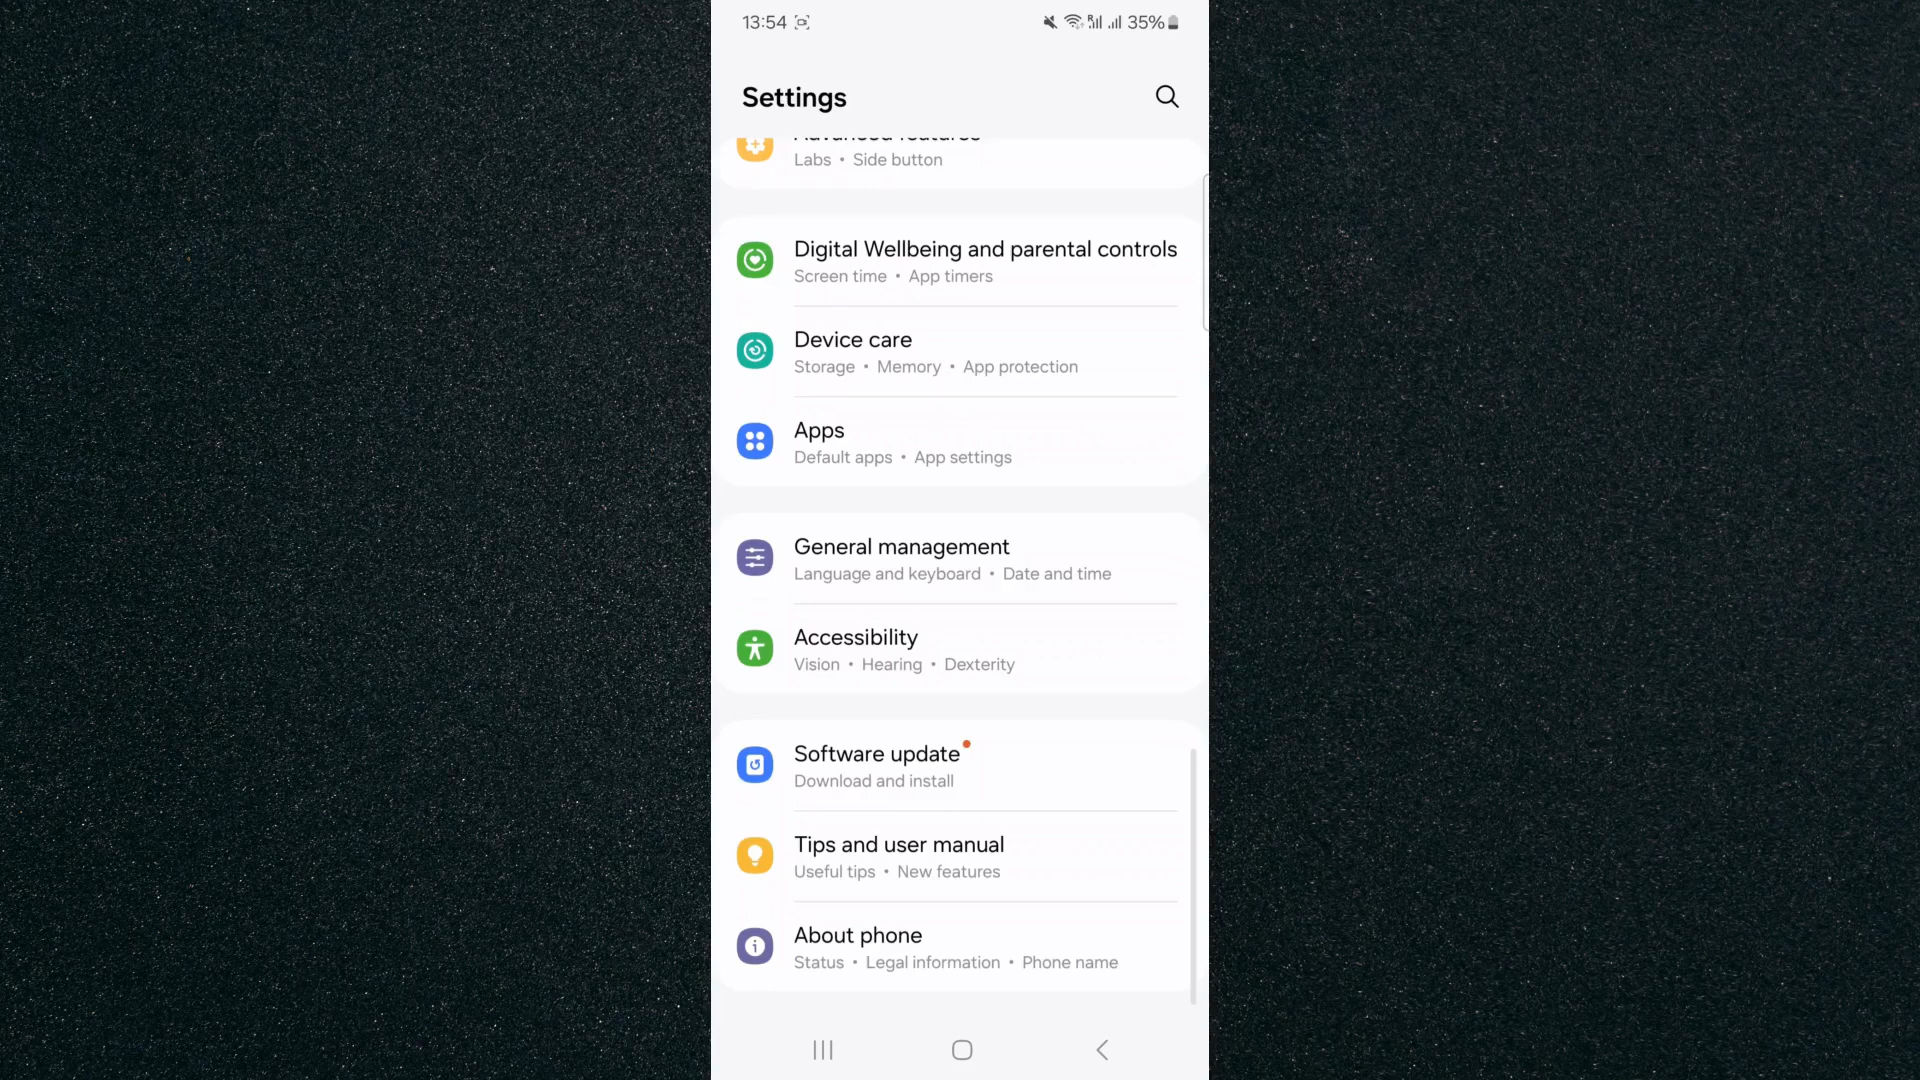 13:54 35%
Settings
Advanced features
Labs • Side button
Digital Wellbeing and parental controls
Screen time • App timers
Device care
Storage • Memory • App protection
Apps
Default apps • App settings
General management
Language and keyboard • Date and time
Accessibility
Vision • Hearing • Dexterity
Software update
Download and install
Tips and user manual
Useful tips • New features
About phone
Status • Legal information • Phone name